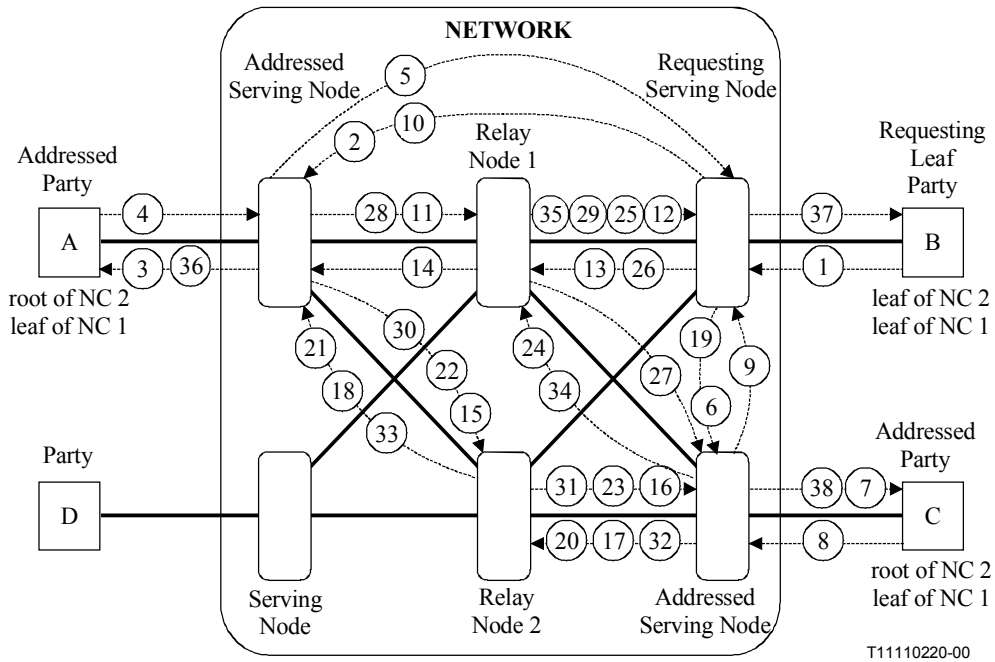 NETWORK
Addressed
Serving Node
5
Requesting
Serving Node
2
10
Relay
Node 1
Requesting
Leaf
Party
Addressed
Party
4
28
11
35
29
25
12
37
A
B
3
36
14
13
26
1
root of NC 2
leaf of NC 1
leaf of NC 2
leaf of NC 1
21
30
24
19
9
18
22
34
27
15
6
33
Party
Addressed
Party
31
23
16
38
7
D
C
20
17
32
8
root of NC 2
leaf of NC 1
Serving
Node
Relay
Node 2
Addressed
Serving Node
T11110220-00